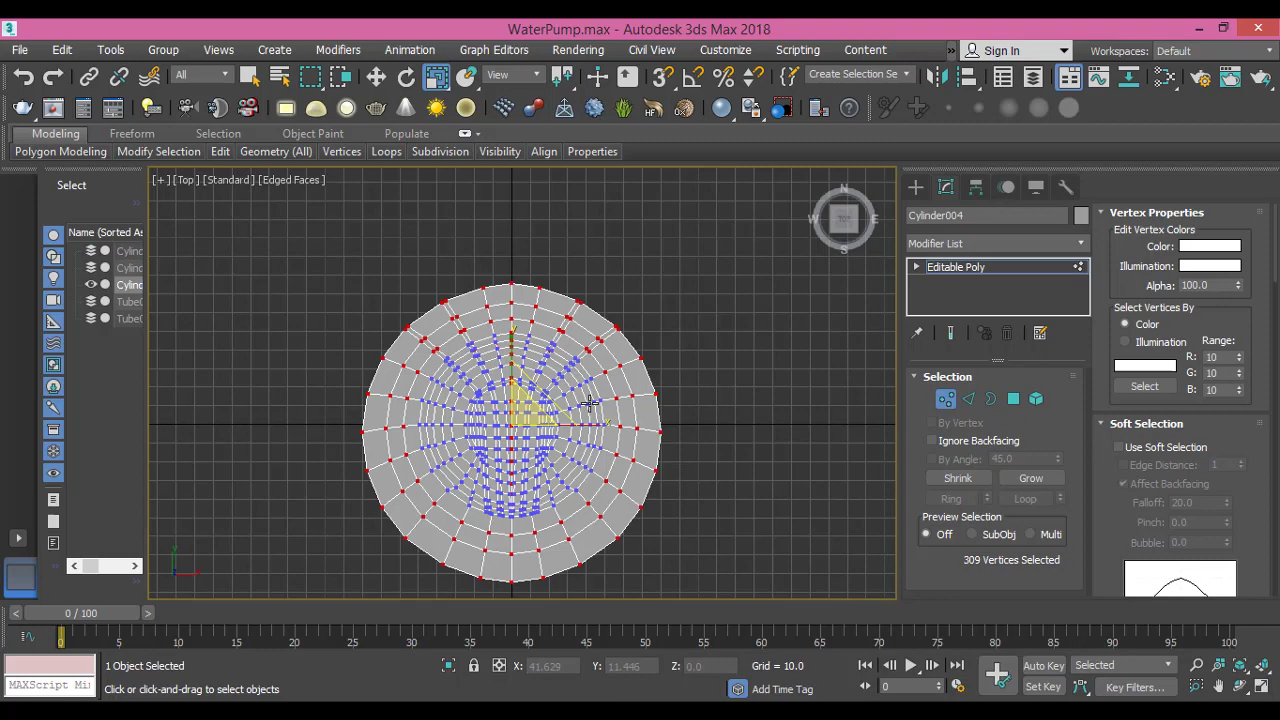 WaterPump.max - Autodesk 3ds Max 2018
File Edit Tools Group Views Create Modifiers Animation Graph Editors Rendering Civil View Customize Scripting Content » Sign In Workspaces: Default
All View Create Selection Se
Modeling Freeform Selection Object Paint Populate
Polygon Modeling Modify Selection Edit Geometry (All) Vertices Loops Subdivision Visibility Align Properties
Select
Name (Sorted As
Cylind
Cylind
Cylind
Tube0
Tube0
[+] [Top] [Standard] [Edged Faces]
N
W E
S
TOP
y
Cylinder004
Modifier List
Editable Poly
Selection
By Vertex
Ignore Backfacing
By Angle: 45.0
Shrink Grow
Ring Loop
Preview Selection
Off SubObj Multi
309 Vertices Selected
Vertex Properties
Edit Vertex Colors
Color:
Illumination:
Alpha: 100.0
Select Vertices By
Color
Illumination Range:
R: 10
G: 10
Select B: 10
Soft Selection
Use Soft Selection
Edge Distance: 1
Affect Backfacing
Falloff: 20.0
Pinch: 0.0
Bubble: 0.0
< 0 / 100 >
0 5 10 15 20 25 30 35 40 45 50 55 60 65 70 75 80 85 90 95 100
1 Object Selected X: 41.629 Y: 11.446 Z: 0.0 Grid = 10.0 Auto Key Selected
MAXScript Mi Click or click-and-drag to select objects Add Time Tag 0 Set Key Key Filters...